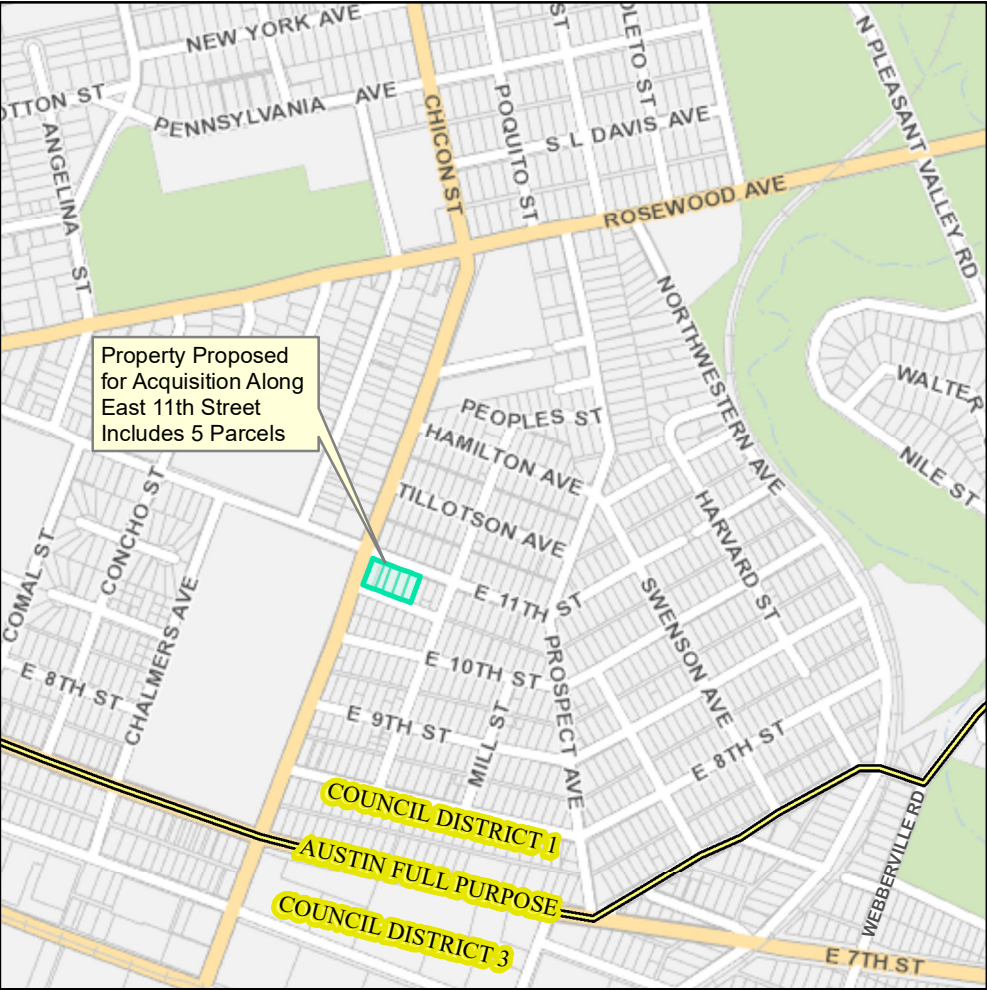 NEW YORK AVE
ST
N PLEASANT VALLEY RD
PENNSYLVANIA AVE
CHICON ST
POQUITO ST
S L DAVIS AVE
ANGELINA ST
ROSEWOOD AVE
NORTHWESTERN AVE
Property Proposed
for Acquisition Along
East 11th Street
Includes 5 Parcels
WALTER
PEOPLES ST
HAMILTON AVE
NILE ST
TILLOTSON AVE
HARVARD ST
CONCHO ST
COMAL ST
CHALMERS AVE
E 11TH ST
SWENSON AVE
PROSPECT AVE
E 10TH ST
E 8TH ST
E 9TH ST
MILL ST
E 8TH ST
COUNCIL DISTRICT 1
AUSTIN FULL PURPOSE
COUNCIL DISTRICT 3
WEBBERVILLE RD
E 7TH ST